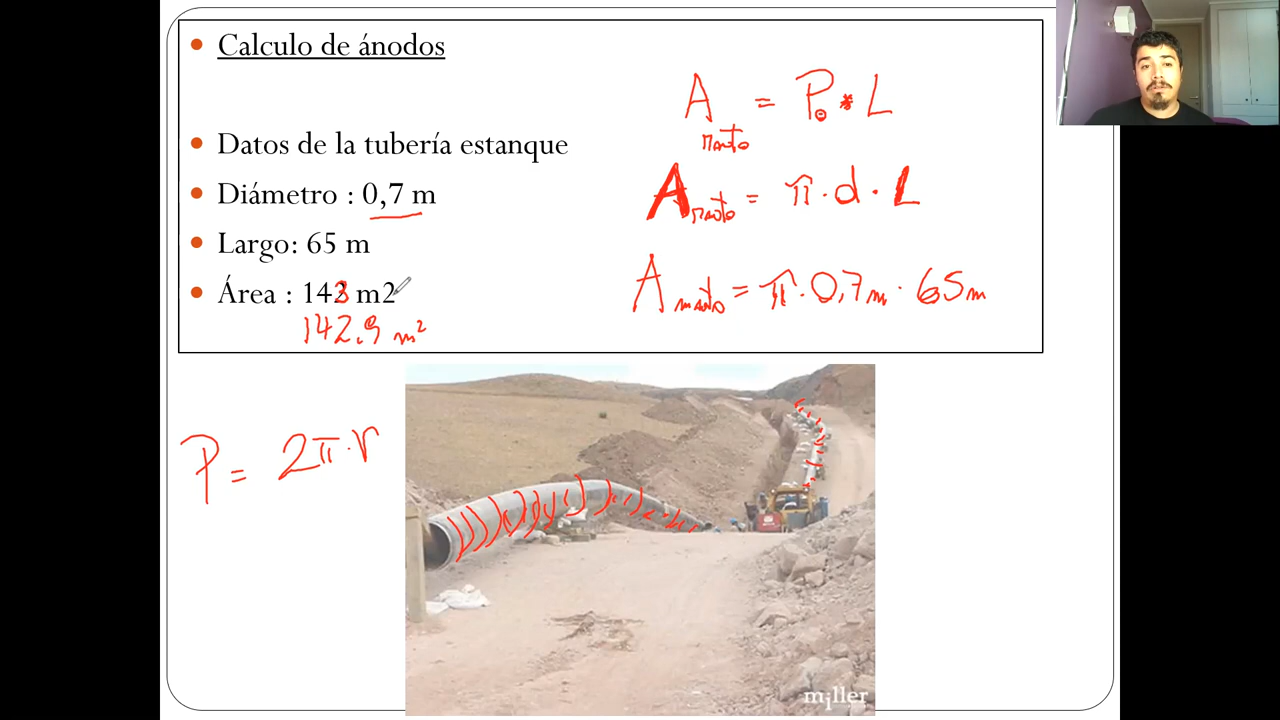 Calculo de ánodos
Datos de la tubería estanque
Diámetro : 0,7 m
Largo: 65 m
Área : 143 m2
142.9 m²
A manto = P₀ * L
A manto = π · d · L
A manto = π · 0,7 m · 65 m
P = 2π · r
miller